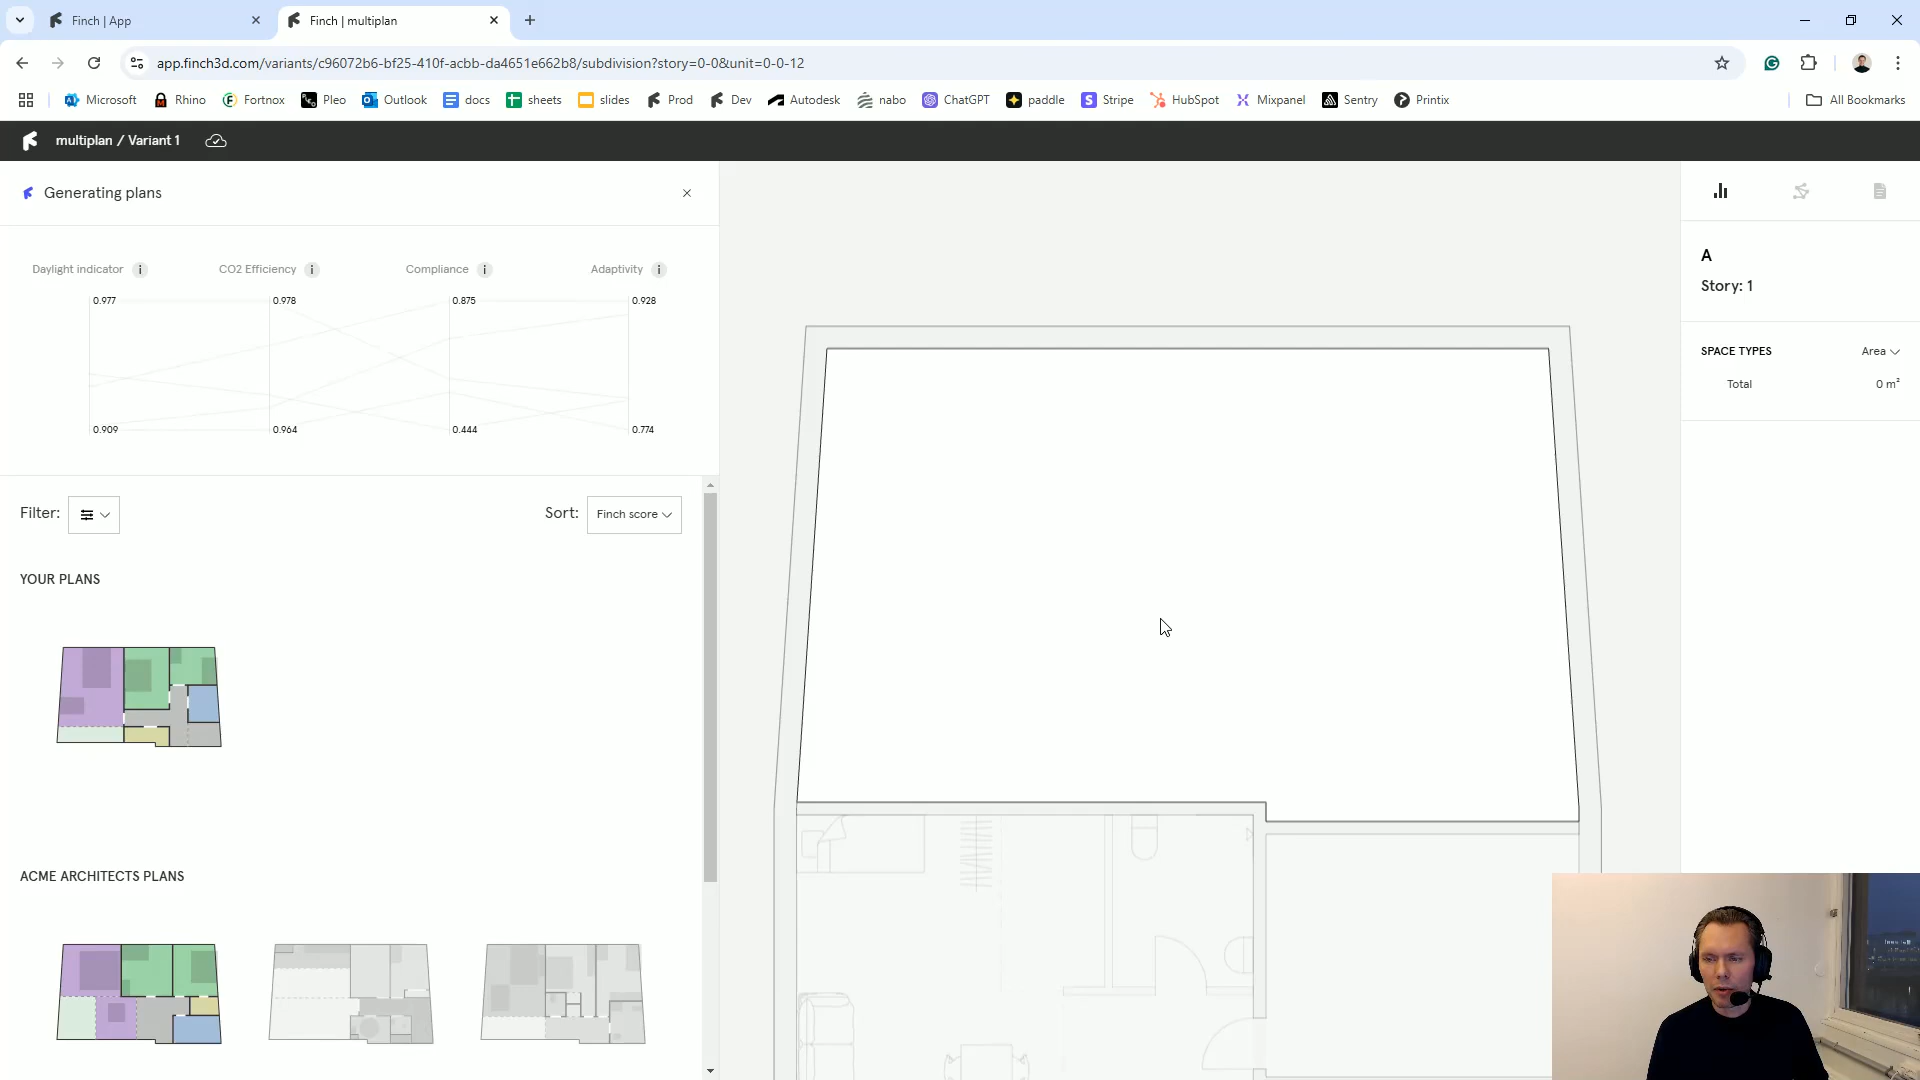 Finch | App
Finch | multiplan
app.finch3d.com/variants/c96072b6-bf25-410f-acbb-da4651e662b8/subdivision?story=0-0&unit=0-0-12
Microsoft
Rhino
Fortnox
Pleo
Outlook
docs
sheets
slides
Prod
Dev
Autodesk
nabo
ChatGPT
paddle
Stripe
HubSpot
Mixpanel
Sentry
Printix
All Bookmarks
multiplan / Variant 1
Generating plans
Daylight indicator i
CO2 Efficiency i
Compliance i
Adaptivity i
0.977
0.978
0.875
0.928
0.909
0.964
0.444
0.774
Filter:
Sort: Finch score
YOUR PLANS
ACME ARCHITECTS PLANS
A
Story: 1
SPACE TYPES
Area
Total
0 m²